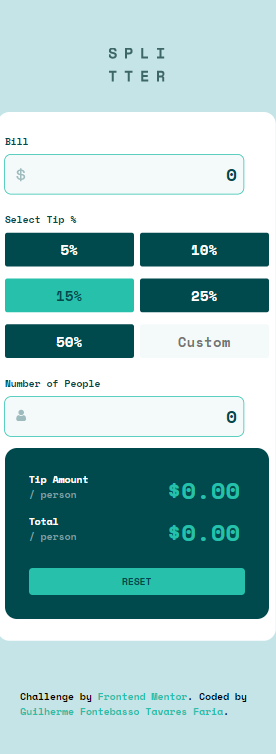 SPLI
TTER
Bill
$ 0
Select Tip %
5% 10%
15% 25%
50% Custom
Number of People
0
Tip Amount
/ person
$0.00
Total
/ person
$0.00
RESET
Challenge by Frontend Mentor. Coded by
Guilherme Fontebasso Tavares Faria.